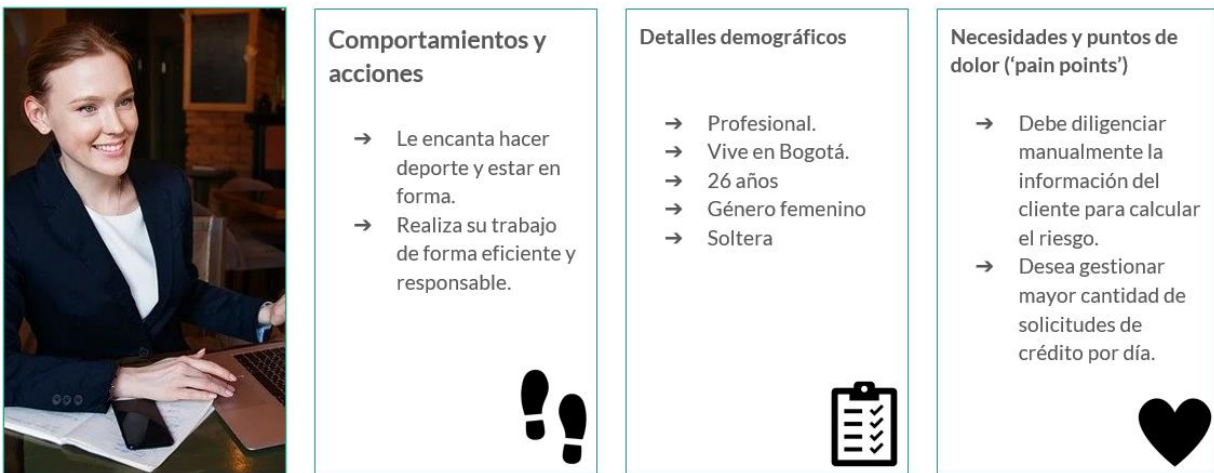 Comportamientos y
acciones
➔ Le encanta hacer
deporte y estar en
forma.
➔ Realiza su trabajo
de forma eficiente y
responsable.
Detalles demográficos
➔ Profesional.
➔ Vive en Bogotá.
➔ 26 años
➔ Género femenino
➔ Soltera
Necesidades y puntos de
dolor (‘pain points’)
➔ Debe diligenciar
manualmente la
información del
cliente para calcular
el riesgo.
➔ Desea gestionar
mayor cantidad de
solicitudes de
crédito por día.